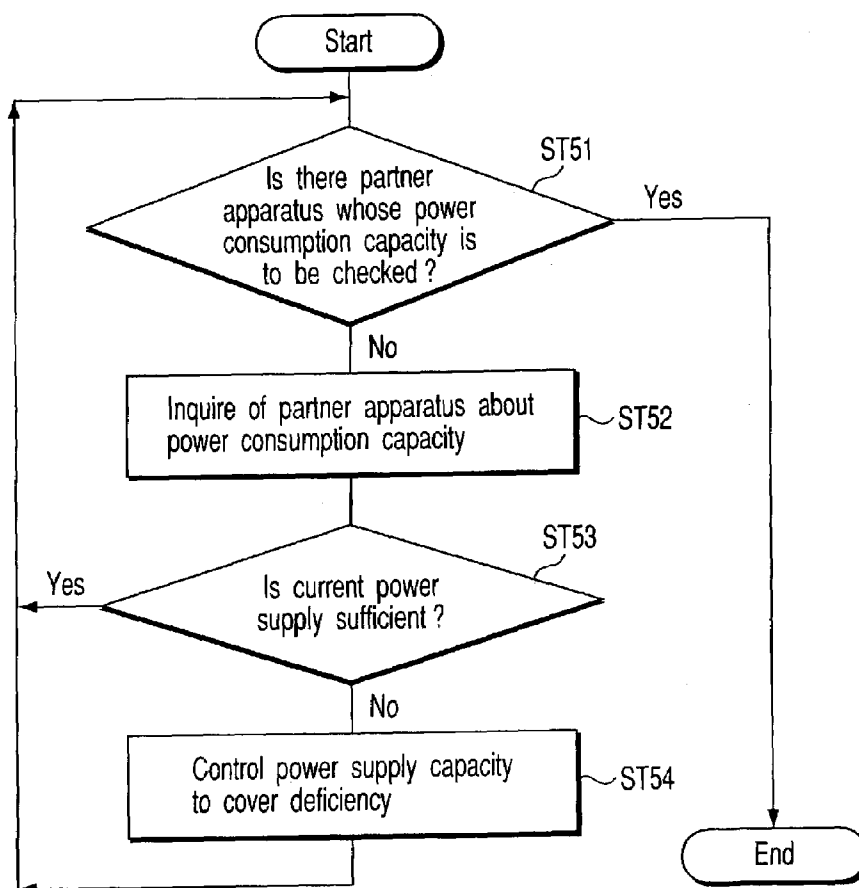 Start
ST51
Is there partner
apparatus whose power
consumption capacity is
to be checked ?
Yes
No
Inquire of partner apparatus about
power consumption capacity
ST52
ST53
Yes
Is current power
supply sufficient ?
No
Control power supply capacity
to cover deficiency
ST54
End